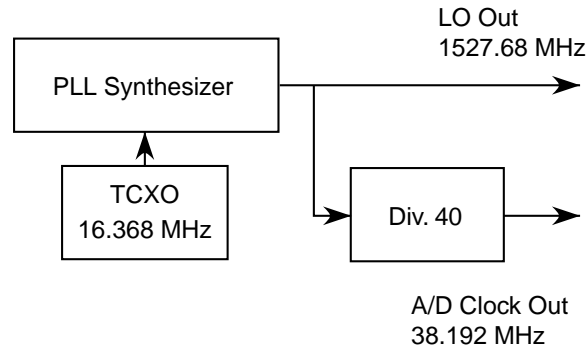 LO Out
1527.68 MHz
PLL Synthesizer
TCXO
16.368 MHz
Div. 40
A/D Clock Out
38.192 MHz